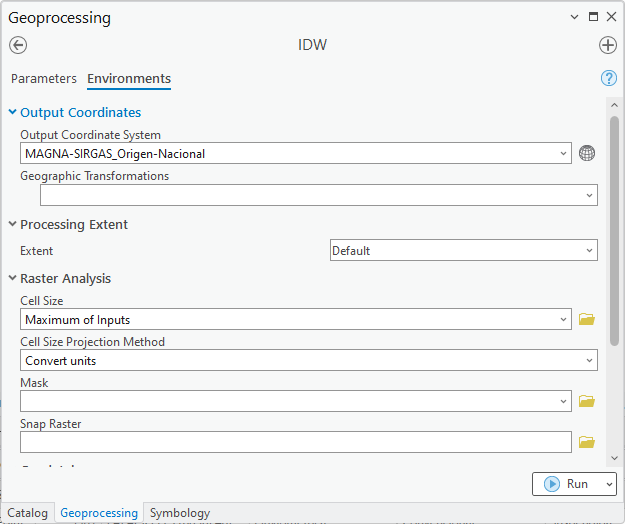 Geoprocessing
IDW
Parameters Environments
Output Coordinates
Output Coordinate System
MAGNA-SIRGAS_Origen-Nacional
Geographic Transformations
Processing Extent
Extent Default
Raster Analysis
Cell Size
Maximum of Inputs
Cell Size Projection Method
Convert units
Mask
Snap Raster
Run
Catalog Geoprocessing Symbology